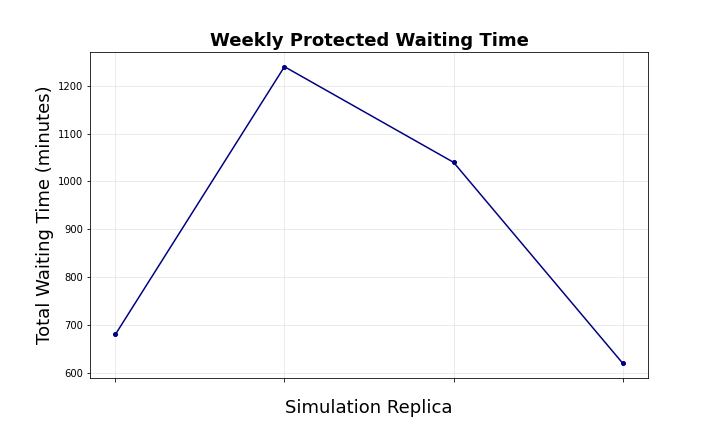 Weekly Protected Waiting Time
Total Waiting Time (minutes)
1200
1100
1000
900
800
700
600
Simulation Replica